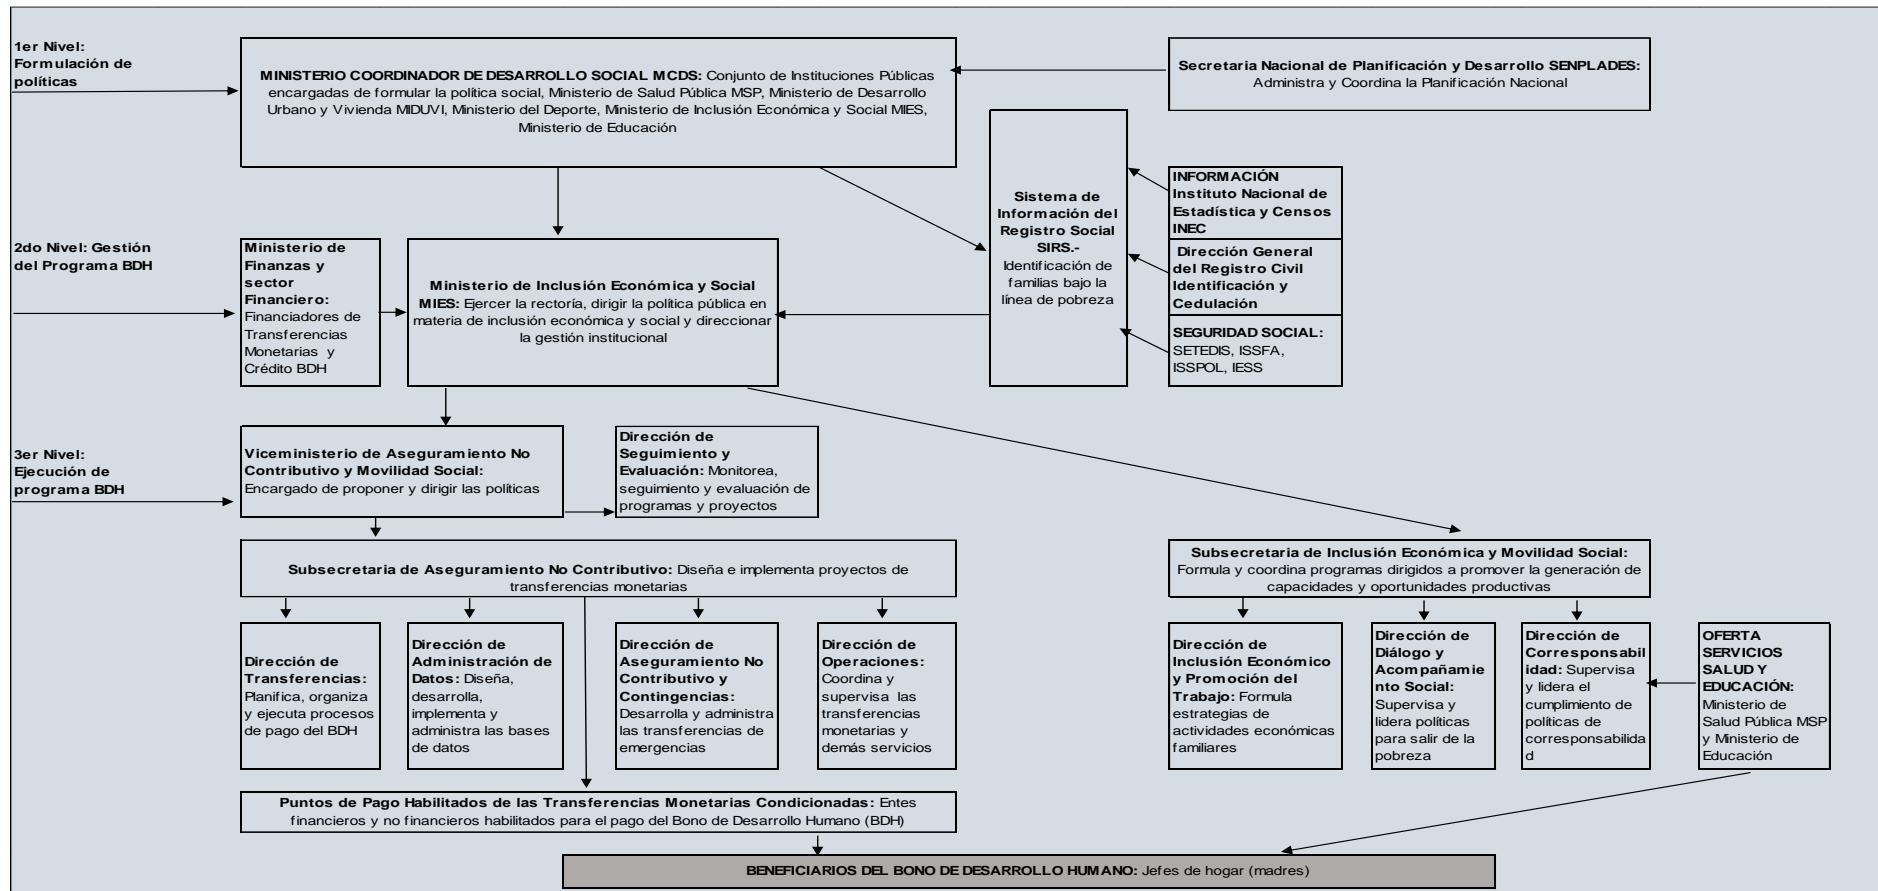 1er Nivel:
Formulación de
políticas
MINISTERIO COORDINADOR DE DESARROLLO SOCIAL MCDS: Conjunto de Instituciones Públicas
encargadas de formular la política social, Ministerio de Salud Pública MSP, Ministerio de Desarrollo
Urbano y Vivienda MIDUVI, Ministerio del Deporte, Ministerio de Inclusión Económica y Social MIES,
Ministerio de Educación
Secretaria Nacional de Planificación y Desarrollo SENPLADES:
Administra y Coordina la Planificación Nacional
Sistema de
Información del
Registro Social
SIRS.-
Identificación de
familias bajo la
línea de pobreza
INFORMACIÓN
Instituto Nacional de
Estadística y Censos
INEC
Dirección General
del Registro Civil
Identificación y
Cedulación
SEGURIDAD SOCIAL:
SETEDIS, ISSFA,
ISSPOL, IESS
2do Nivel: Gestión
del Programa BDH
Ministerio de
Finanzas y
sector
Financiero:
Financiadores de
Transferencias
Monetarias y
Crédito BDH
Ministerio de Inclusión Económica y Social
MIES: Ejercer la rectoría, dirigir la política pública en
materia de inclusión económica y social y direccionar
la gestión institucional
3er Nivel:
Ejecución de
programa BDH
Viceministerio de Aseguramiento No
Contributivo y Movilidad Social:
Encargado de proponer y dirigir las políticas
Dirección de
Seguimiento y
Evaluación: Monitorea,
seguimiento y evaluación de
programas y proyectos
Subsecretaria de Aseguramiento No Contributivo: Diseña e implementa proyectos de
transferencias monetarias
Subsecretaria de Inclusión Económica y Movilidad Social:
Formula y coordina programas dirigidos a promover la generación de
capacidades y oportunidades productivas
Dirección de
Transferencias:
Planifica, organiza
y ejecuta procesos
de pago del BDH
Dirección de
Administración de
Datos: Diseña,
desarrolla,
implementa y
administra las bases
de datos
Dirección de
Aseguramiento No
Contributivo y
Contingencias:
Desarrolla y administra
las transferencias de
emergencias
Dirección de
Operaciones:
Coordina y
supervisa las
transferencias
monetarias y
demás servicios
Dirección de
Inclusión Económico
y Promoción del
Trabajo: Formula
estrategias de
actividades económicas
familiares
Dirección de
Diálogo y
Acompañamie
nto Social:
Supervisa y
lidera políticas
para salir de la
pobreza
Dirección de
Corresponsabil
idad: Supervisa
y lidera el
cumplimiento de
políticas de
corresponsabilida
d
OFERTA
SERVICIOS
SALUD Y
EDUCACIÓN:
Ministerio de
Salud Pública MSP
y Ministerio de
Educación
Puntos de Pago Habilitados de las Transferencias Monetarias Condicionadas: Entes
financieros y no financieros habilitados para el pago del Bono de Desarrollo Humano (BDH)
BENEFICIARIOS DEL BONO DE DESARROLLO HUMANO: Jefes de hogar (madres)